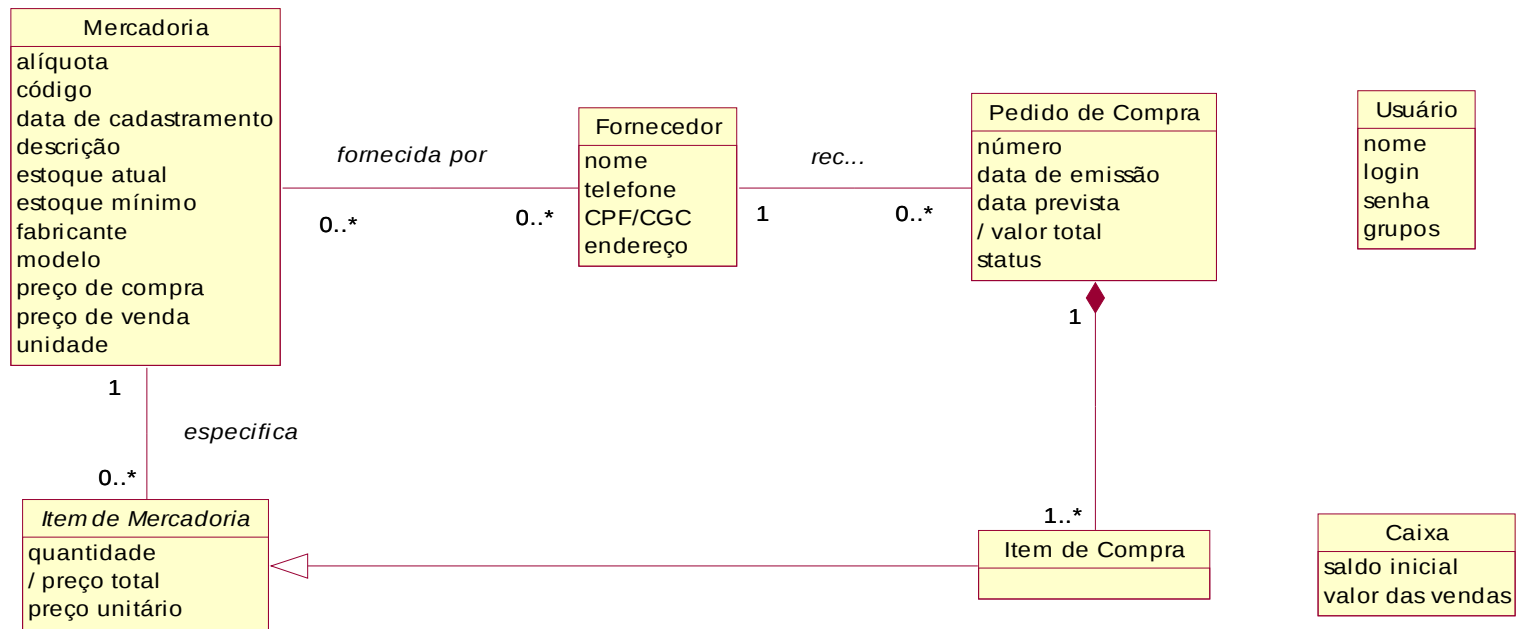 Mercadoria
alíquota
código
data de cadastramento
descrição
estoque atual
estoque mínimo
fabricante
modelo
preço de compra
preço de venda
unidade
fornecida por
0..*
0..*
Fornecedor
nome
telefone
CPF/CGC
endereço
rec...
1
0..*
Pedido de Compra
número
data de emissão
data prevista
/ valor total
status
Usuário
nome
login
senha
grupos
1
especifica
0..*
1
1..*
Item de Mercadoria
quantidade
/ preço total
preço unitário
Item de Compra
Caixa
saldo inicial
valor das vendas